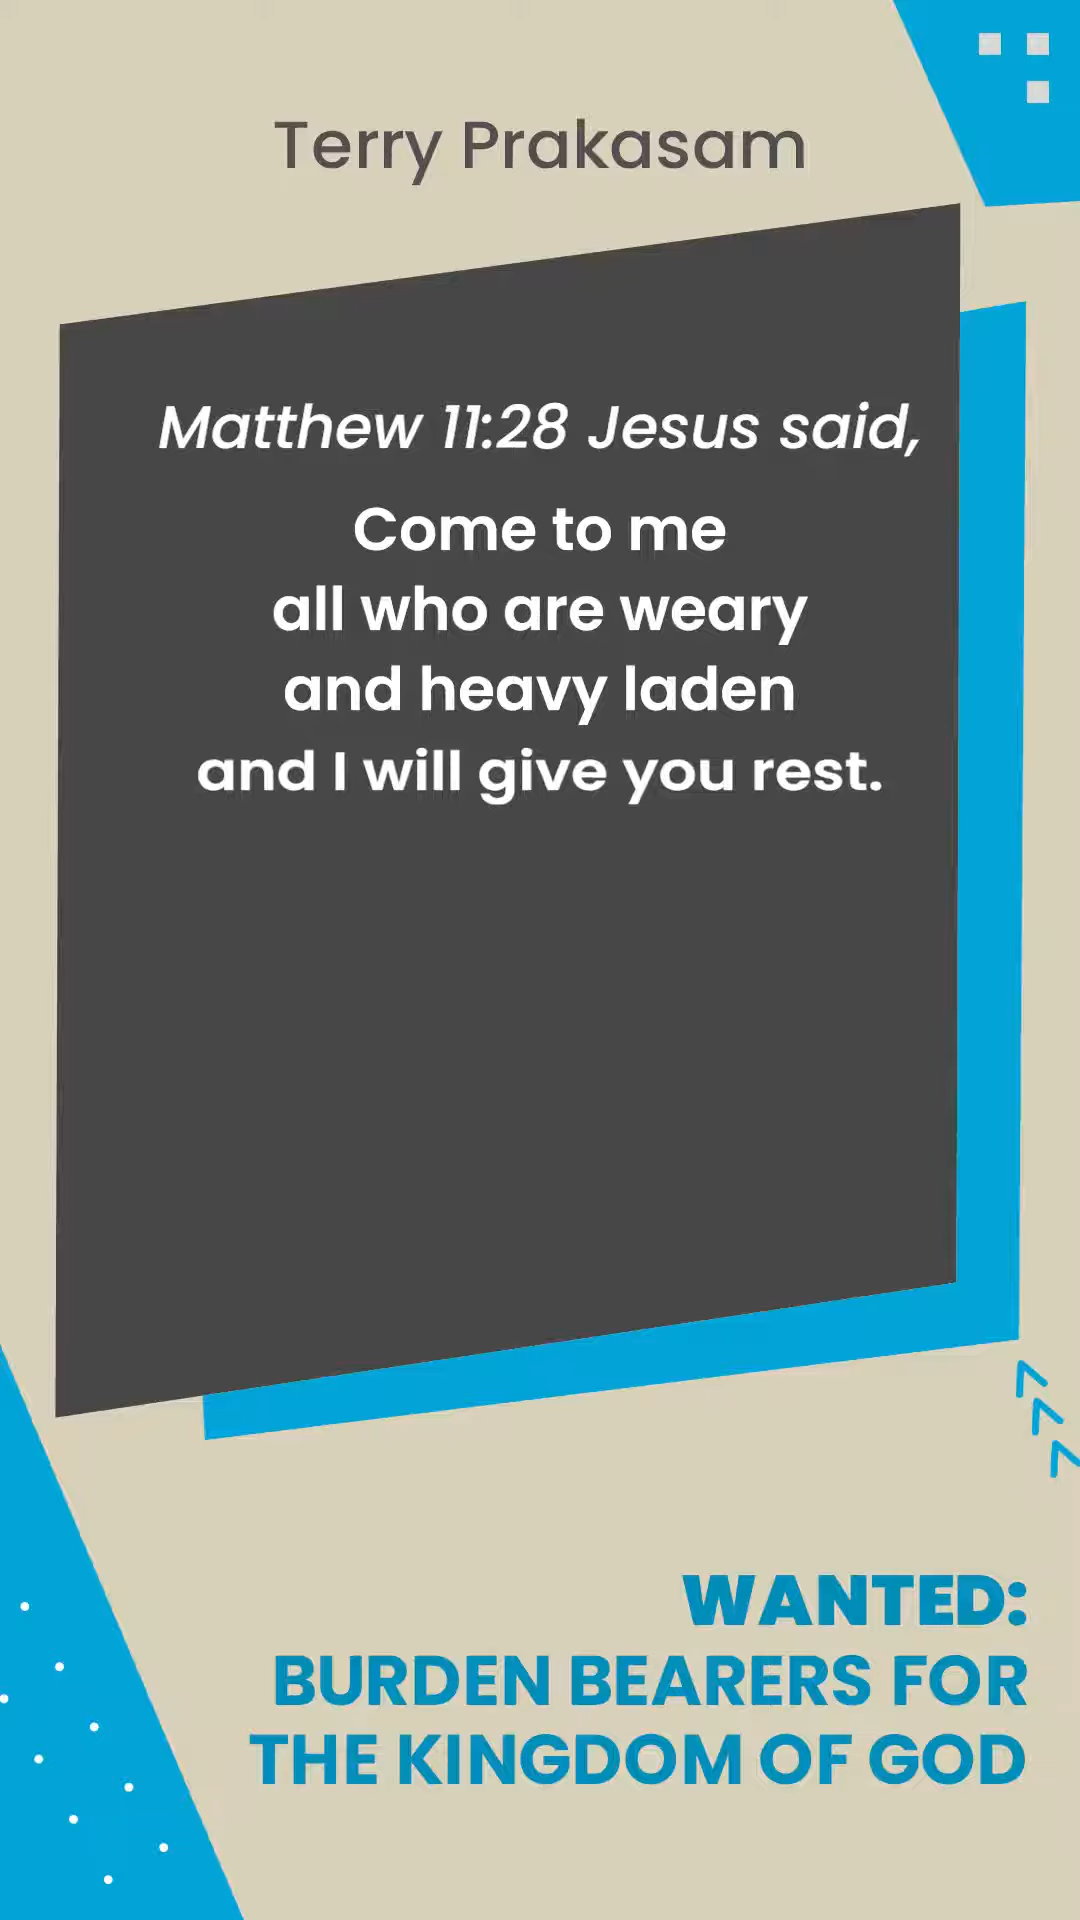 Terry Prakasam
Matthew 11:28 Jesus said,
Come to me
all who are weary
and heavy laden
and I will give you rest.
WANTED:
BURDEN BEARERS FOR
THE KINGDOM OF GOD